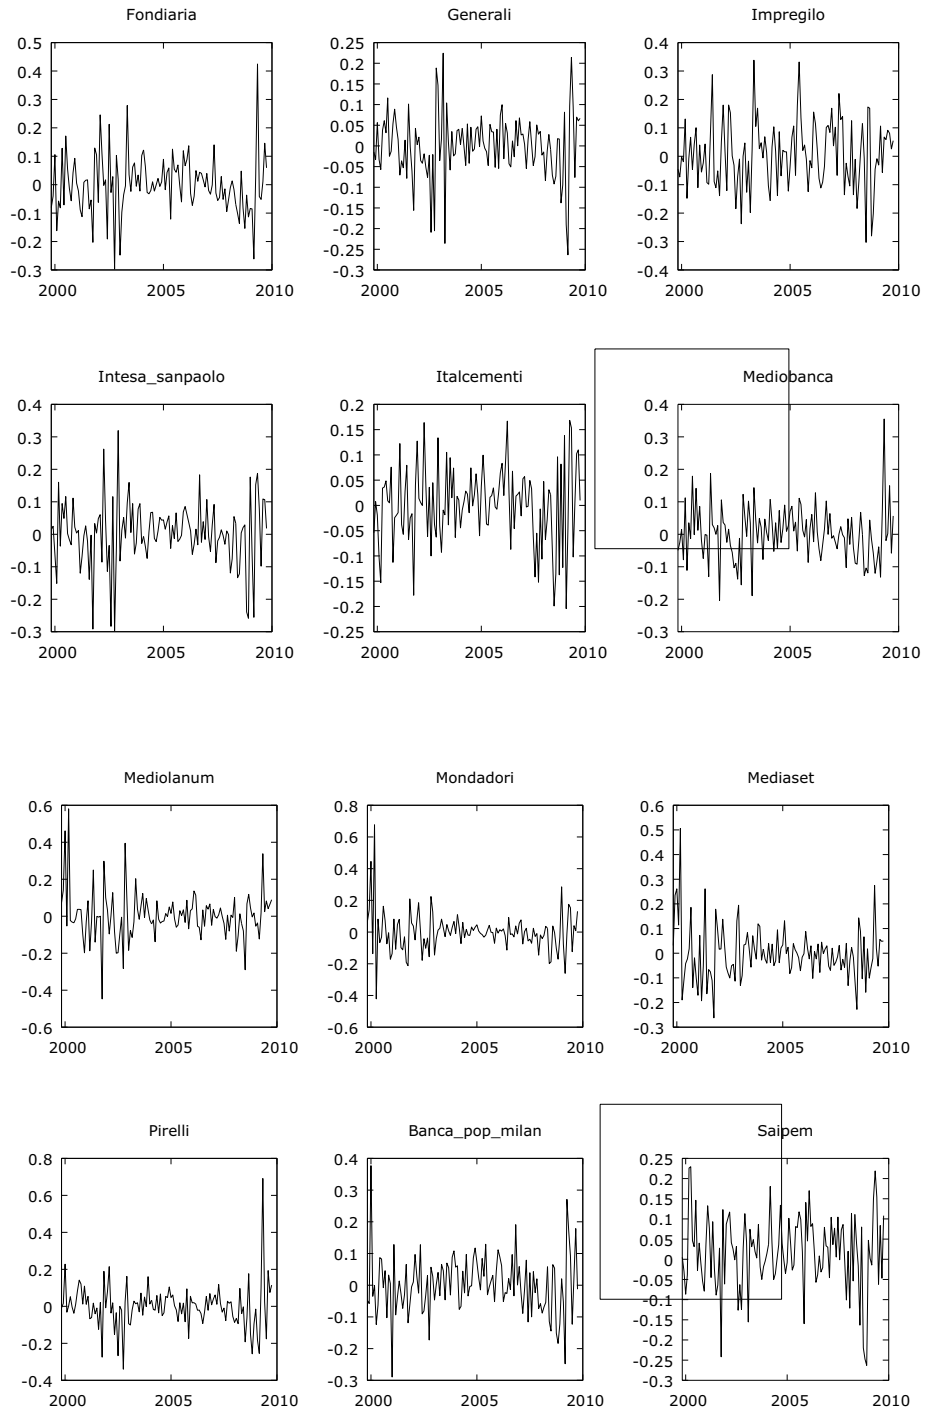 Fondiaria Generali Impregilo
0.5 0.25 0.4
0.4 0.2 0.3
0.3 0.15 0.2
0.2 0.1 0.1
0.1 0.05 0
0 0 -0.1
-0.1 -0.05 -0.2
-0.2 -0.1 -0.3
-0.3 -0.15 -0.4
-0.2
-0.25
-0.3
2000 2005 2010 2000 2005 2010 2000 2005 2010
Intesa_sanpaolo Italcementi Mediobanca
0.4 0.2 0.4
0.3 0.15 0.3
0.2 0.1 0.2
0.1 0.05 0.1
0 0 0
-0.1 -0.05 -0.1
-0.2 -0.1 -0.2
-0.3 -0.15 -0.3
-0.2
-0.25
2000 2005 2010 2000 2005 2010 2000 2005 2010
Mediolanum Mondadori Mediaset
0.6 0.8 0.6
0.4 0.6 0.5
0.2 0.4 0.4
0 0.2 0.3
-0.2 0 0.2
-0.4 -0.2 0.1
-0.6 -0.4 0
-0.6 -0.1
-0.2
-0.3
2000 2005 2010 2000 2005 2010 2000 2005 2010
Pirelli Banca_pop_milan Saipem
0.8 0.4 0.25
0.6 0.3 0.2
0.4 0.2 0.15
0.2 0.1 0.1
0 0 0.05
-0.2 -0.1 0
-0.4 -0.2 -0.05
-0.3 -0.1
-0.15
-0.2
-0.25
-0.3
2000 2005 2010 2000 2005 2010 2000 2005 2010